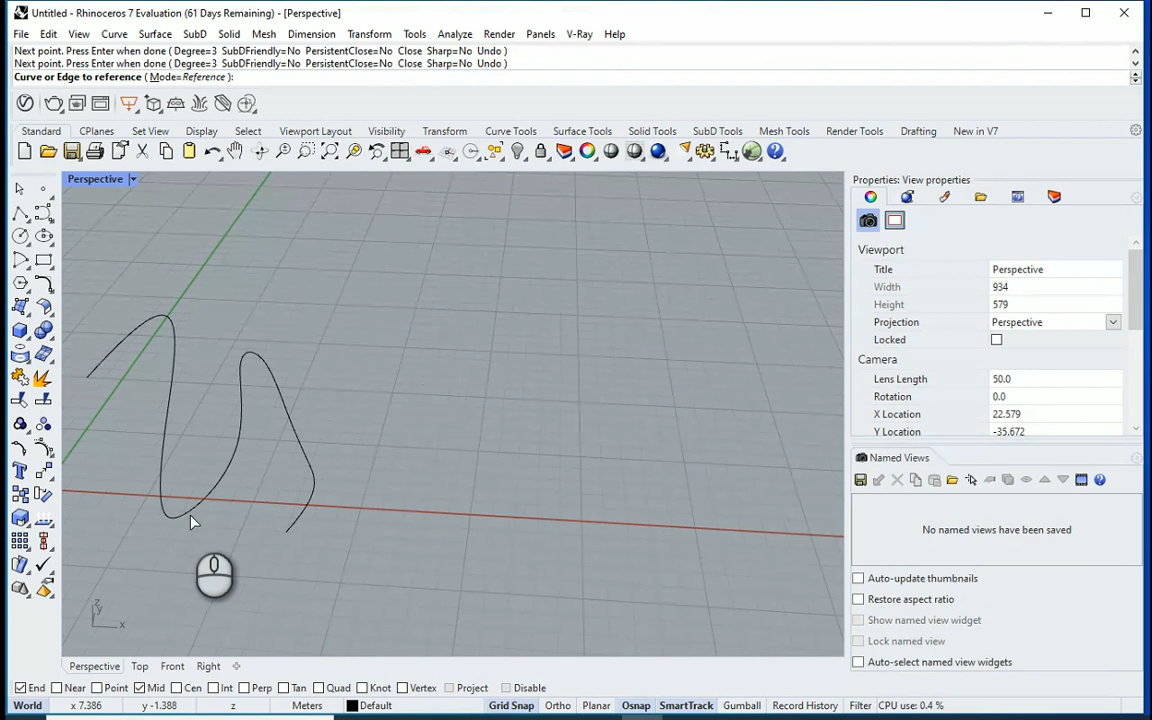 Untitled - Rhinoceros 7 Evaluation (61 Days Remaining) - [Perspective]
File Edit View Curve Surface SubD Solid Mesh Dimension Transform Tools Analyze Render Panels V-Ray Help
Next point. Press Enter when done ( Degree=3 SubDFriendly=No PersistentClose=No Close Sharp=No Undo )
Next point. Press Enter when done ( Degree=3 SubDFriendly=No PersistentClose=No Close Sharp=No Undo )
Curve or Edge to reference ( Mode=Reference ):
Standard CPlanes Set View Display Select Viewport Layout Visibility Transform Curve Tools Surface Tools Solid Tools SubD Tools Mesh Tools Render Tools Drafting New in V7
Perspective
Properties: View properties
Viewport
Title Perspective
Width 934
Height 579
Projection Perspective
Locked
Camera
Lens Length 50.0
Rotation 0.0
X Location 22.579
Y Location -35.672
Named Views
No named views have been saved
Auto-update thumbnails
Restore aspect ratio
Show named view widget
Lock named view
Auto-select named view widgets
z
y
x
Perspective Top Front Right
End Near Point Mid Cen Int Perp Tan Quad Knot Vertex Project Disable
World x 7.386 y -1.388 z Meters Default Grid Snap Ortho Planar Osnap SmartTrack Gumball Record History Filter CPU use: 0.4 %